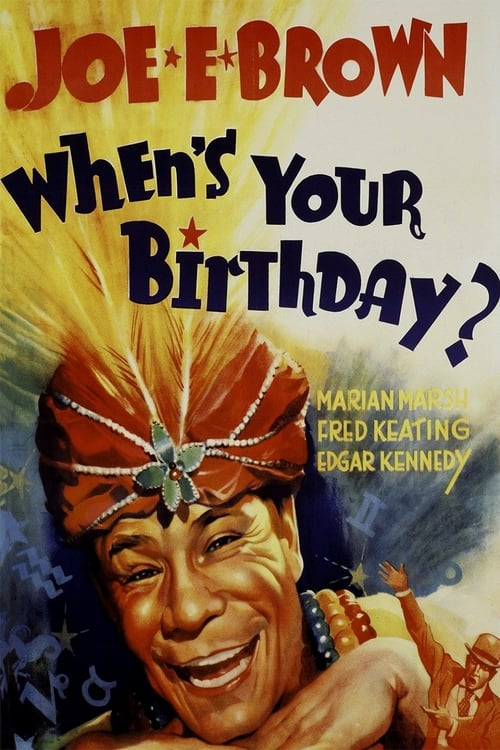 JOE★E★BROWN
WHEN'S YOUR
BIRTHDAY?
MARIAN MARSH
FRED KEATING
EDGAR KENNEDY